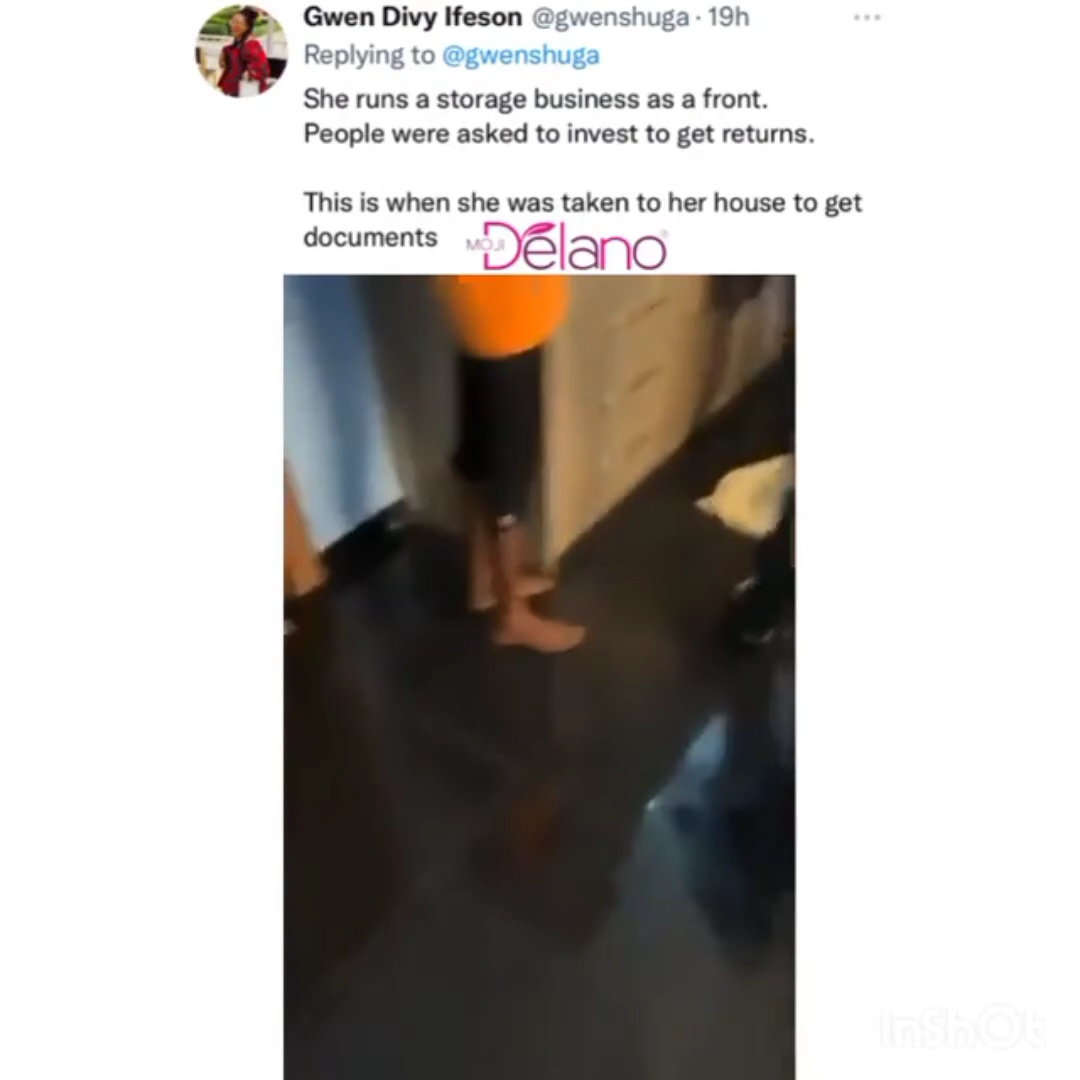 Gwen Divy Ifeson @gwenshuga · 19h
Replying to @gwenshuga
She runs a storage business as a front.
People were asked to invest to get returns.
This is when she was taken to her house to get
documents
MOJI Délano
InShOt